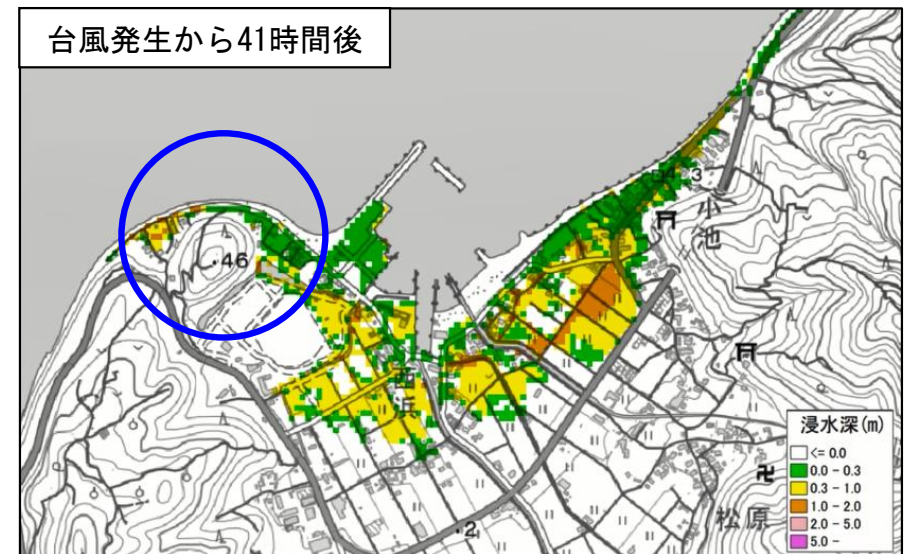 台風発生から41時間後
46
3
小池
西浜
浸水深(m)
<= 0.0
0.0 - 0.3
0.3 - 1.0
1.0 - 2.0
2.0 - 5.0
5.0 -
松原
2